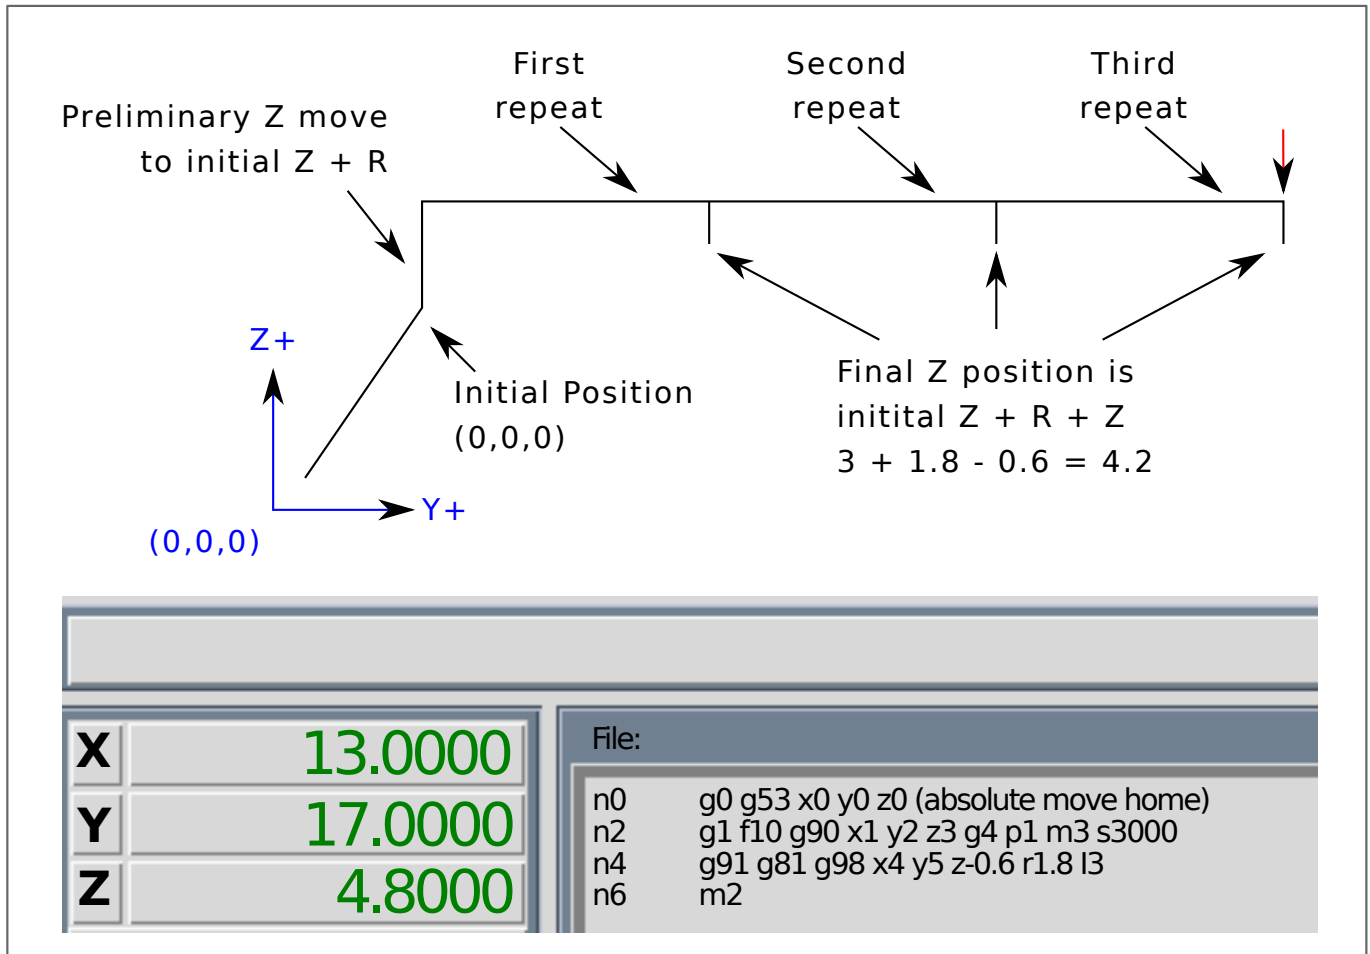 First
repeat
Second
repeat
Third
repeat
Preliminary Z move
to initial Z + R
Z+
Initial Position
(0,0,0)
Final Z position is
initital Z + R + Z
3 + 1.8 - 0.6 = 4.2
Y+
(0,0,0)
X 13.0000
Y 17.0000
Z 4.8000
File:
n0 g0 g53 x0 y0 z0 (absolute move home)
n2 g1 f10 g90 x1 y2 z3 g4 p1 m3 s3000
n4 g91 g81 g98 x4 y5 z-0.6 r1.8 l3
n6 m2